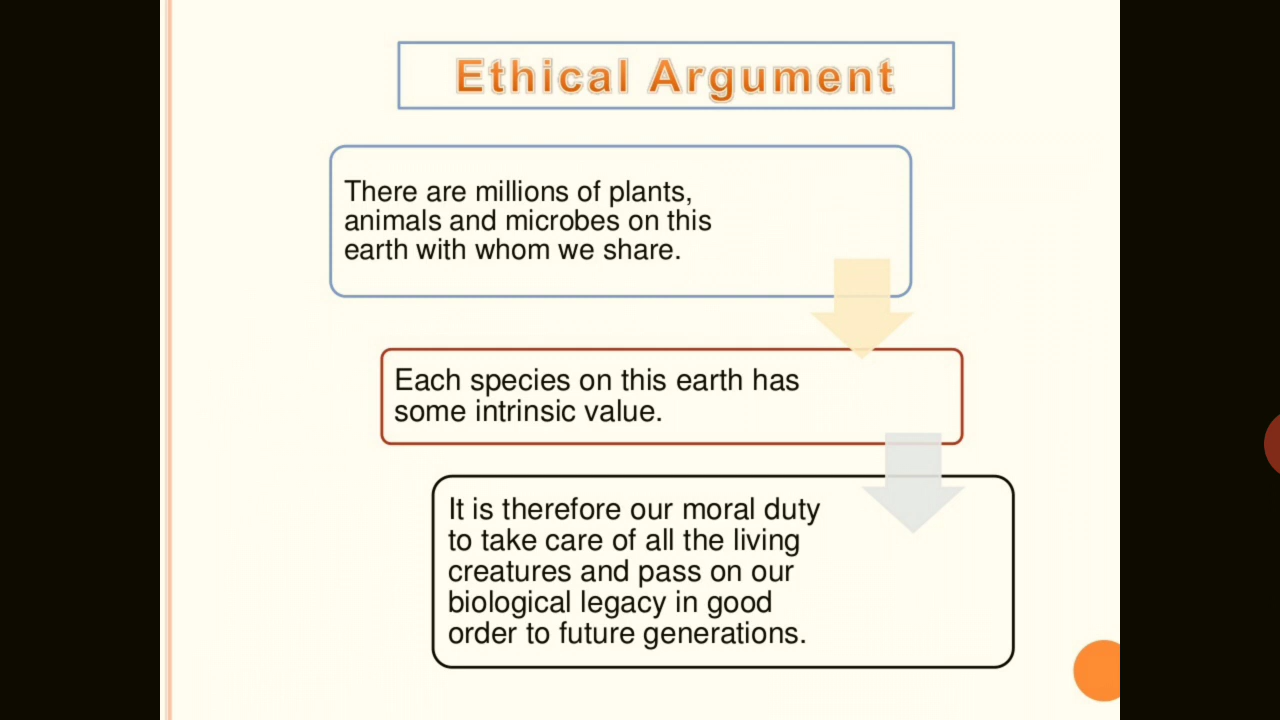 Ethical Argument
There are millions of plants,
animals and microbes on this
earth with whom we share.
Each species on this earth has
some intrinsic value.
It is therefore our moral duty
to take care of all the living
creatures and pass on our
biological legacy in good
order to future generations.